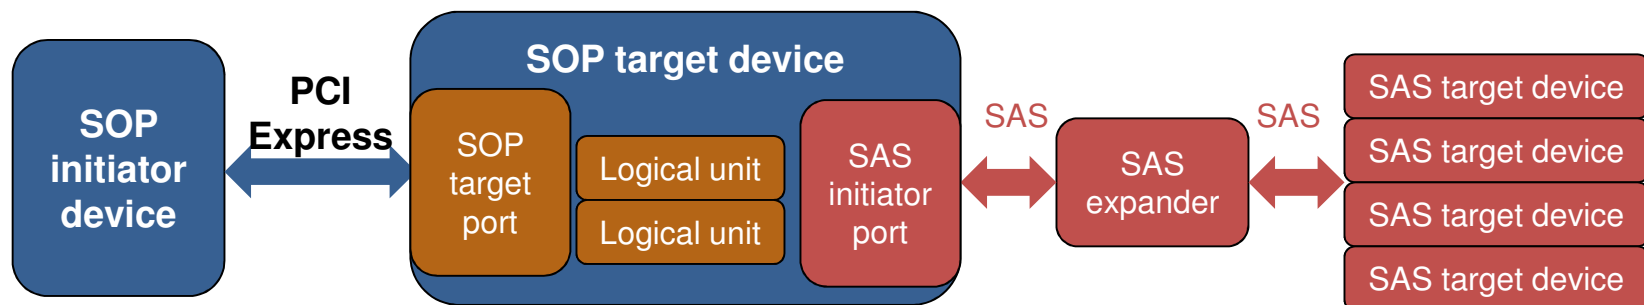 SOP
initiator
device
PCI
Express
SOP target device
SOP
target
port
Logical unit
Logical unit
SAS
initiator
port
SAS
SAS
expander
SAS
SAS target device
SAS target device
SAS target device
SAS target device